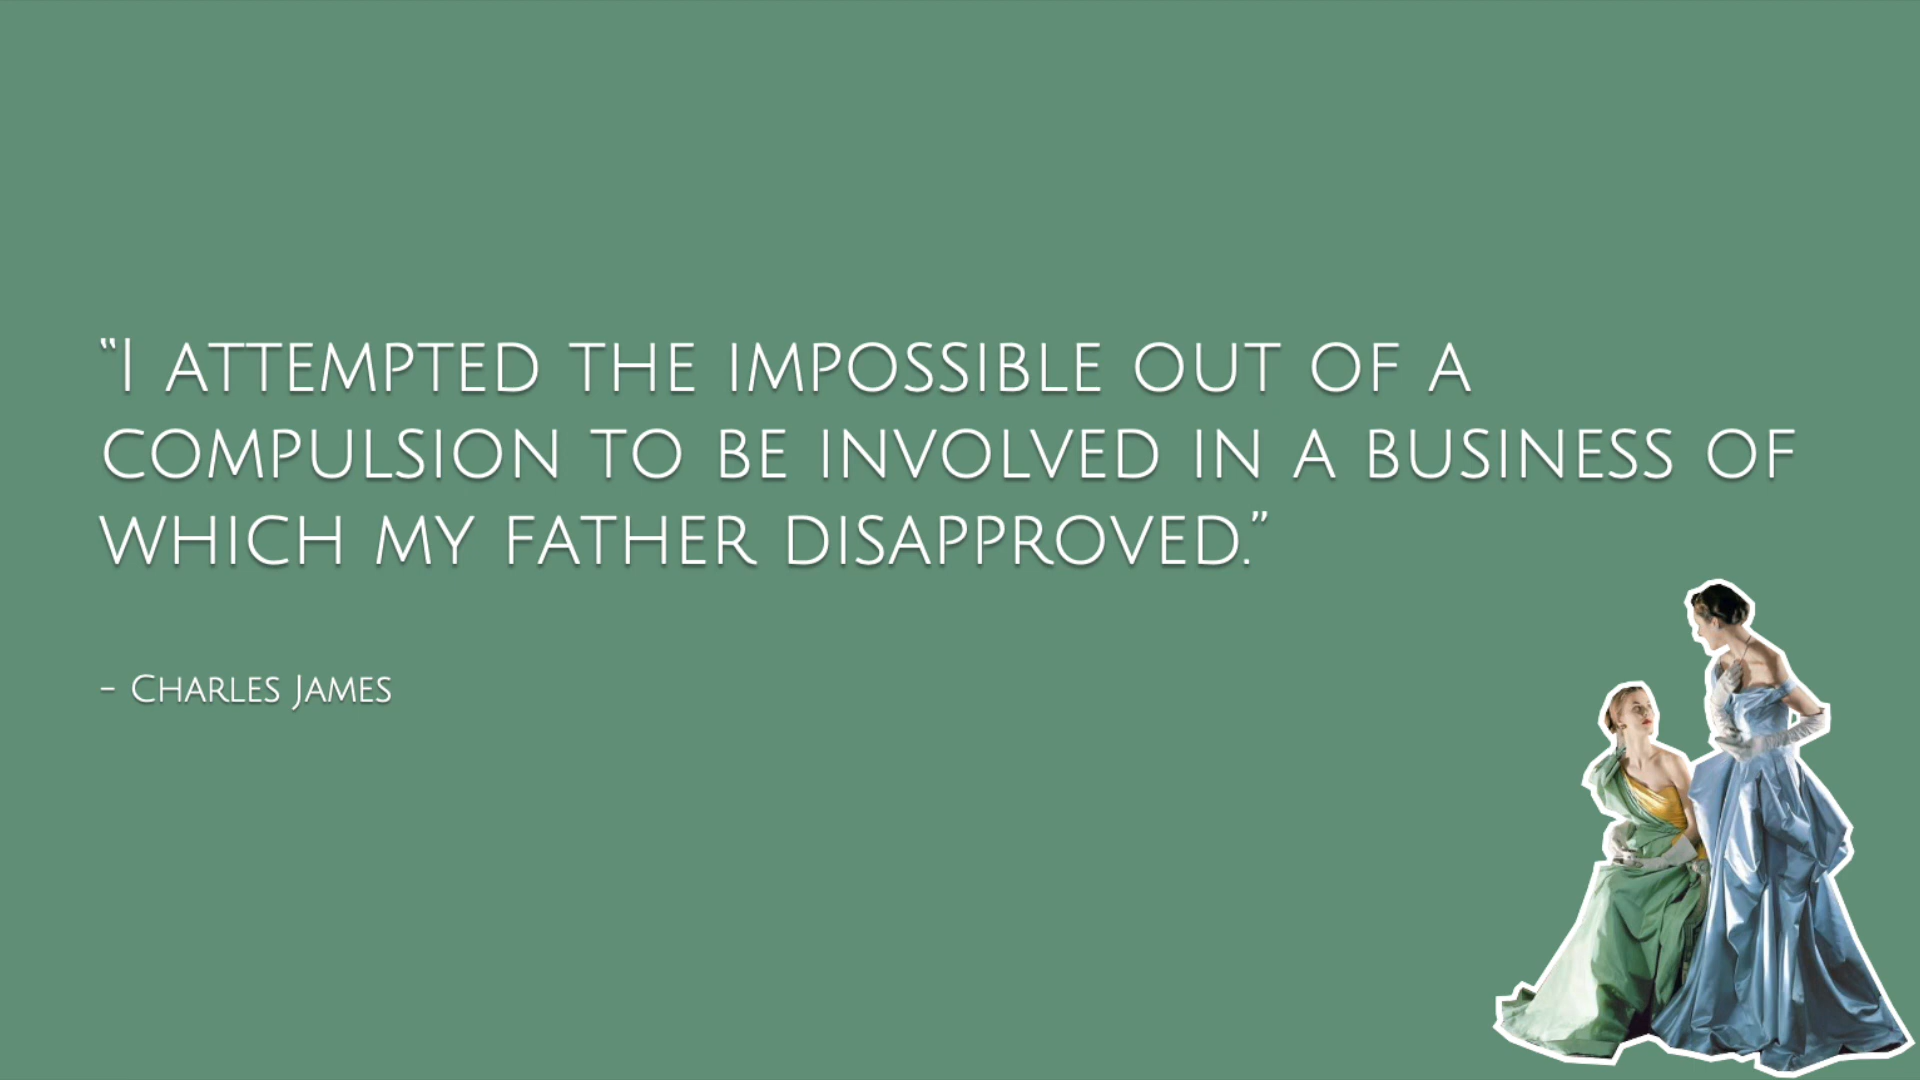 “I attempted the impossible out of a
compulsion to be involved in a business of
which my father disapproved.”
- Charles James